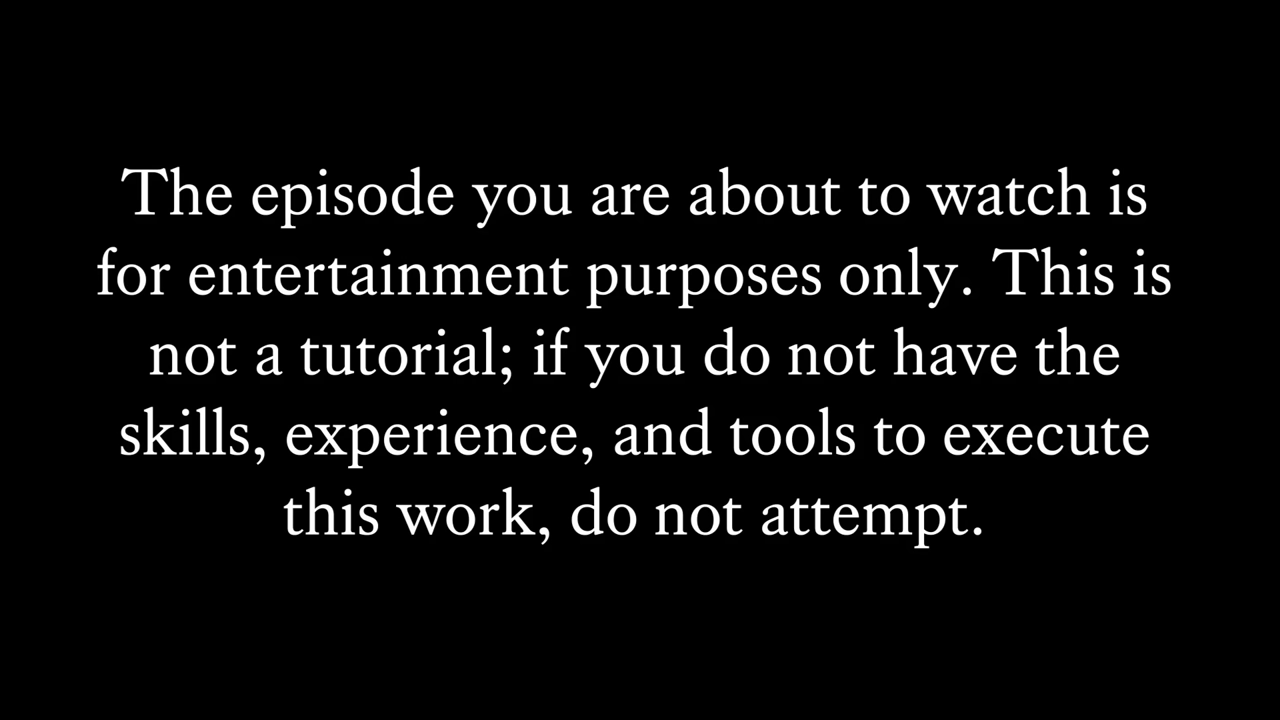 The episode you are about to watch is
for entertainment purposes only. This is
not a tutorial; if you do not have the
skills, experience, and tools to execute
this work, do not attempt.